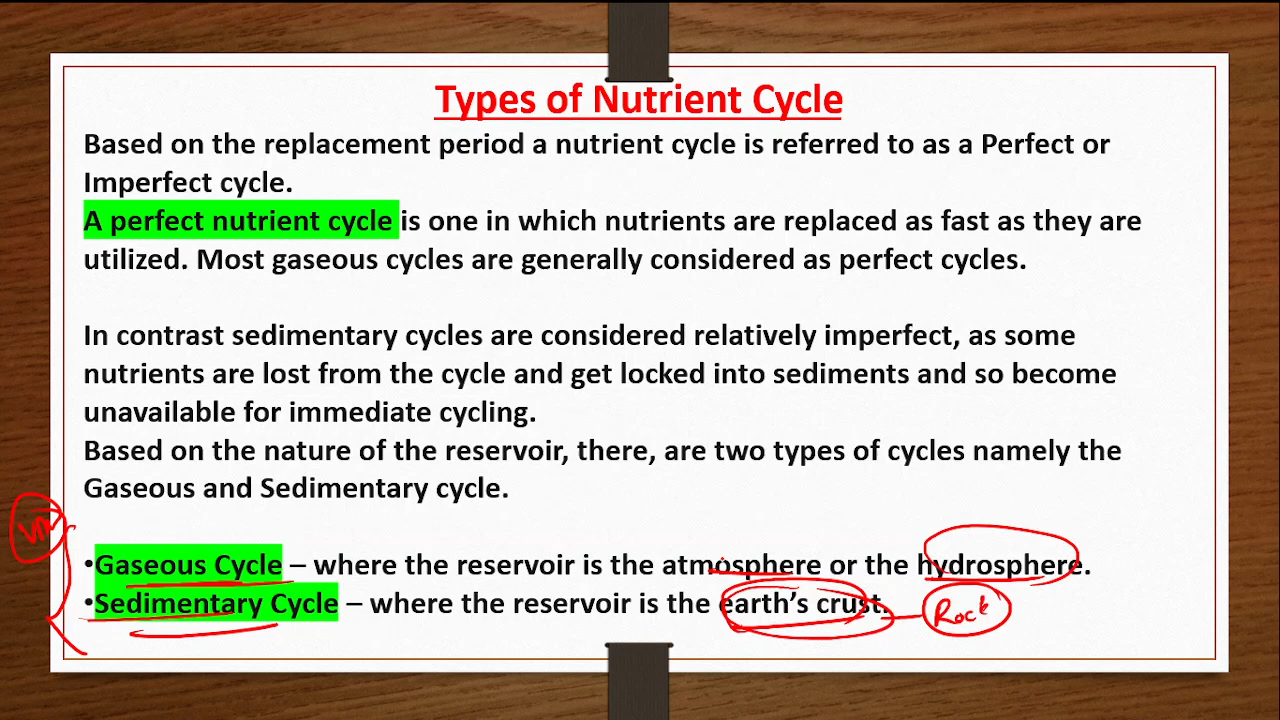 Types of Nutrient Cycle
Based on the replacement period a nutrient cycle is referred to as a Perfect or
Imperfect cycle.
A perfect nutrient cycle is one in which nutrients are replaced as fast as they are
utilized. Most gaseous cycles are generally considered as perfect cycles.
In contrast sedimentary cycles are considered relatively imperfect, as some
nutrients are lost from the cycle and get locked into sediments and so become
unavailable for immediate cycling.
Based on the nature of the reservoir, there, are two types of cycles namely the
Gaseous and Sedimentary cycle.
•Gaseous Cycle – where the reservoir is the atmosphere or the hydrosphere.
•Sedimentary Cycle – where the reservoir is the earth's crust.
Rock